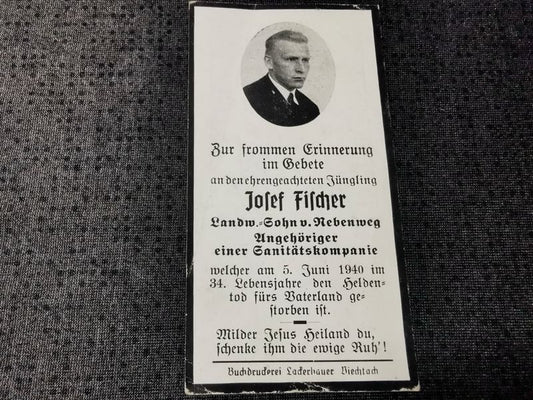 Zur frommen Erinnerung
im Gebete
an den ehrengeachteten Jüngling
Josef Fischer
Landw.-Sohn v. Nebenweg
Angehöriger
einer Sanitätskompanie
welcher am 5. Juni 1940 im
34. Lebensjahre den Helden-
tod fürs Vaterland ge-
storben ist.
Milder Jesus Heiland du,
schenke ihm die ewige Ruh'!
Buchdruckerei Lackerbauer Viechtach